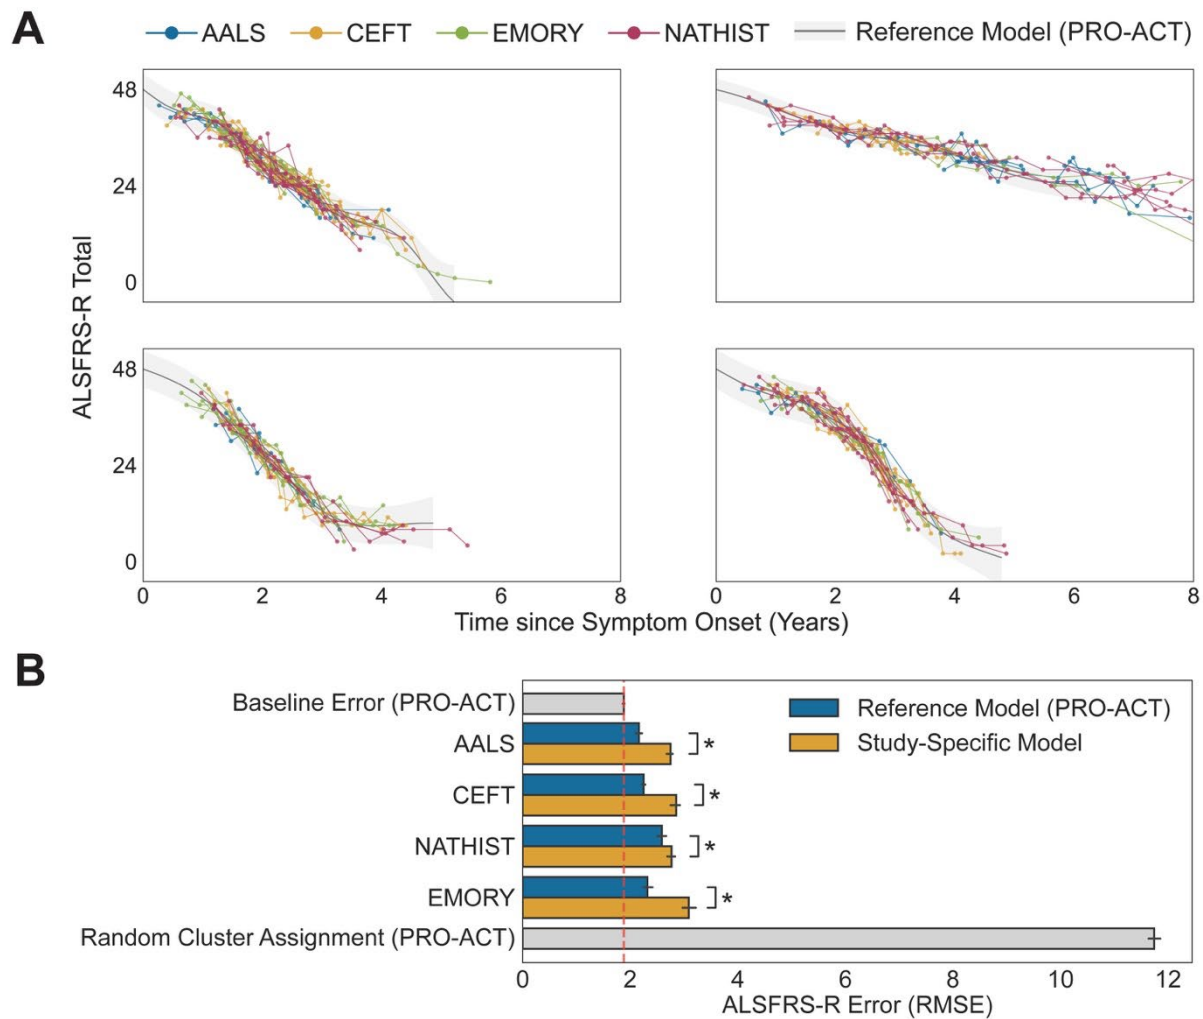 A
AALS CEFT EMORY NATHIST Reference Model (PRO-ACT)
48
24
0
48
24
0
ALSFRS-R Total
0 2 4 6 8 0 2 4 6 8
Time since Symptom Onset (Years)
B
Baseline Error (PRO-ACT)
Reference Model (PRO-ACT)
AALS
*
Study-Specific Model
CEFT
*
NATHIST
*
EMORY
*
Random Cluster Assignment (PRO-ACT)
0 2 4 6 8 10 12
ALSFRS-R Error (RMSE)